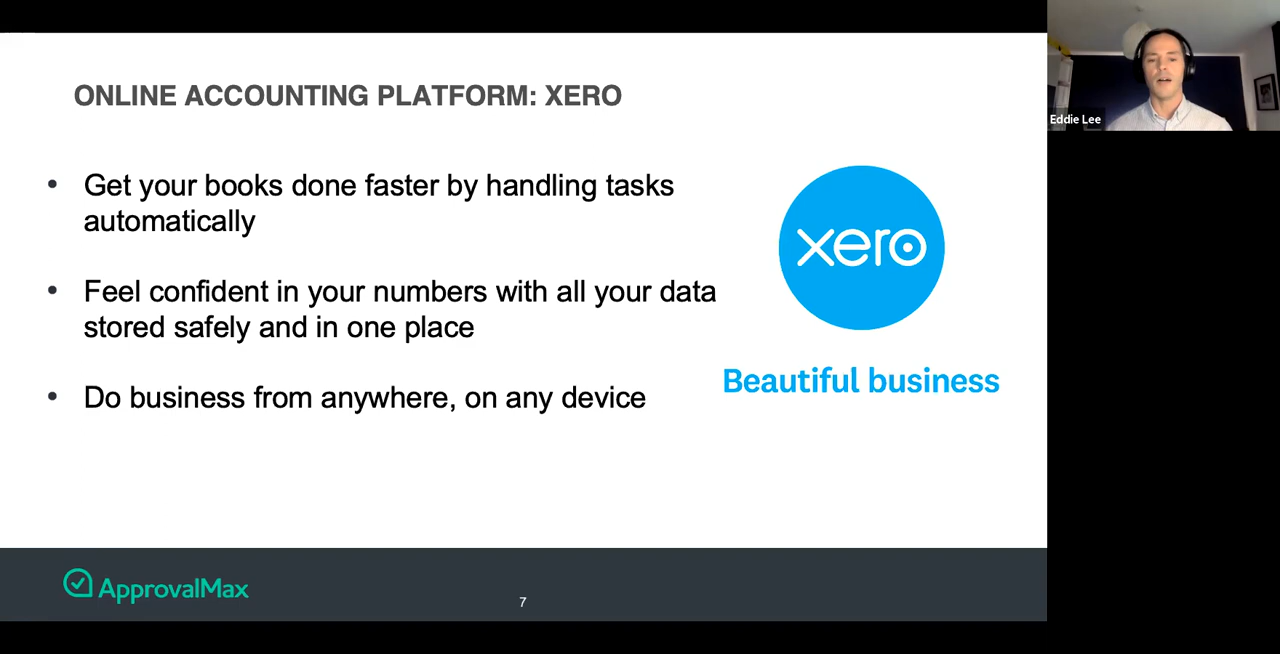 ONLINE ACCOUNTING PLATFORM: XERO
• Get your books done faster by handling tasks
automatically
• Feel confident in your numbers with all your data
stored safely and in one place
• Do business from anywhere, on any device
xero
Beautiful business
ApprovalMax
7
Eddie Lee